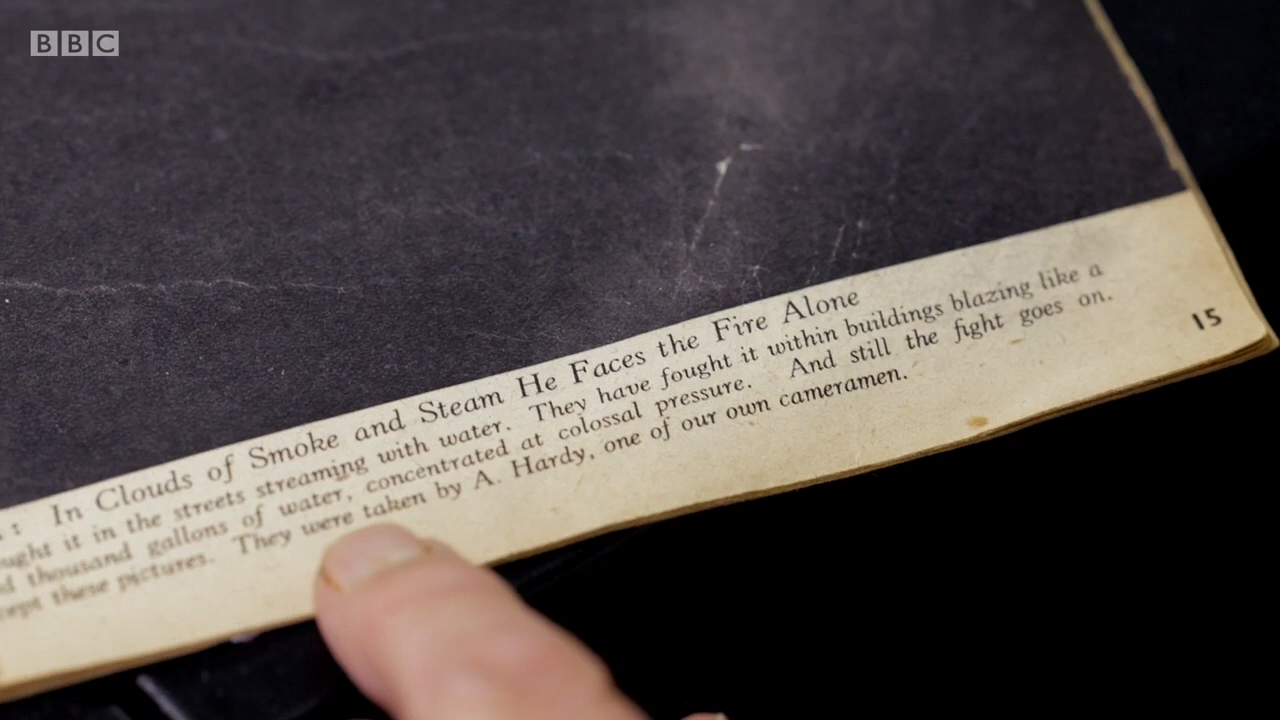 BBC
: In Clouds of Smoke and Steam He Faces the Fire Alone
it in the streets streaming with water. They have fought it within buildings blazing like a
thousand gallons of water, concentrated at colossal pressure. And still the fight goes on.
these pictures. They were taken by A. Hardy, one of our own cameramen.
15